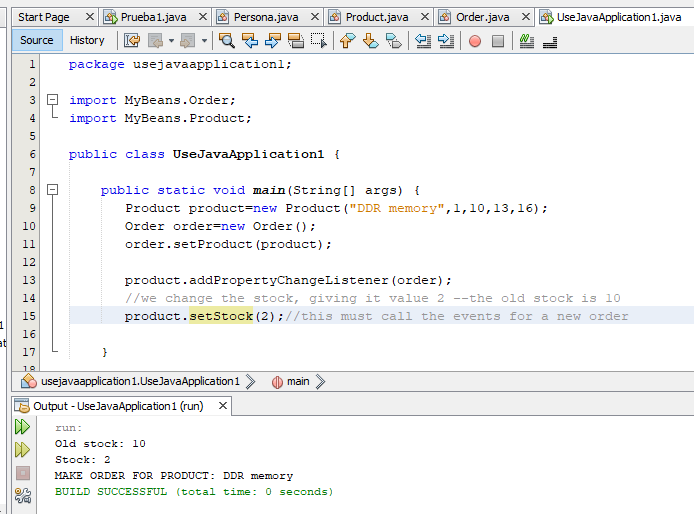 Start Page Prueba1.java Persona.java Product.java Order.java UseJavaApplication1.java
Source History
1 package usejavaapplication1;
2
3 import MyBeans.Order;
4 import MyBeans.Product;
5
6 public class UseJavaApplication1 {
7
8 public static void main(String[] args) {
9 Product product=new Product("DDR memory",1,10,13,16);
10 Order order=new Order();
11 order.setProduct(product);
12
13 product.addPropertyChangeListener(order);
14 //we change the stock, giving it value 2 --the old stock is 10
15 product.setStock(2);//this must call the events for a new order
16
17 }
18
usejavaapplication1.UseJavaApplication1 main
Output - UseJavaApplication1 (run)
run:
Old stock: 10
Stock: 2
MAKE ORDER FOR PRODUCT: DDR memory
BUILD SUCCESSFUL (total time: 0 seconds)